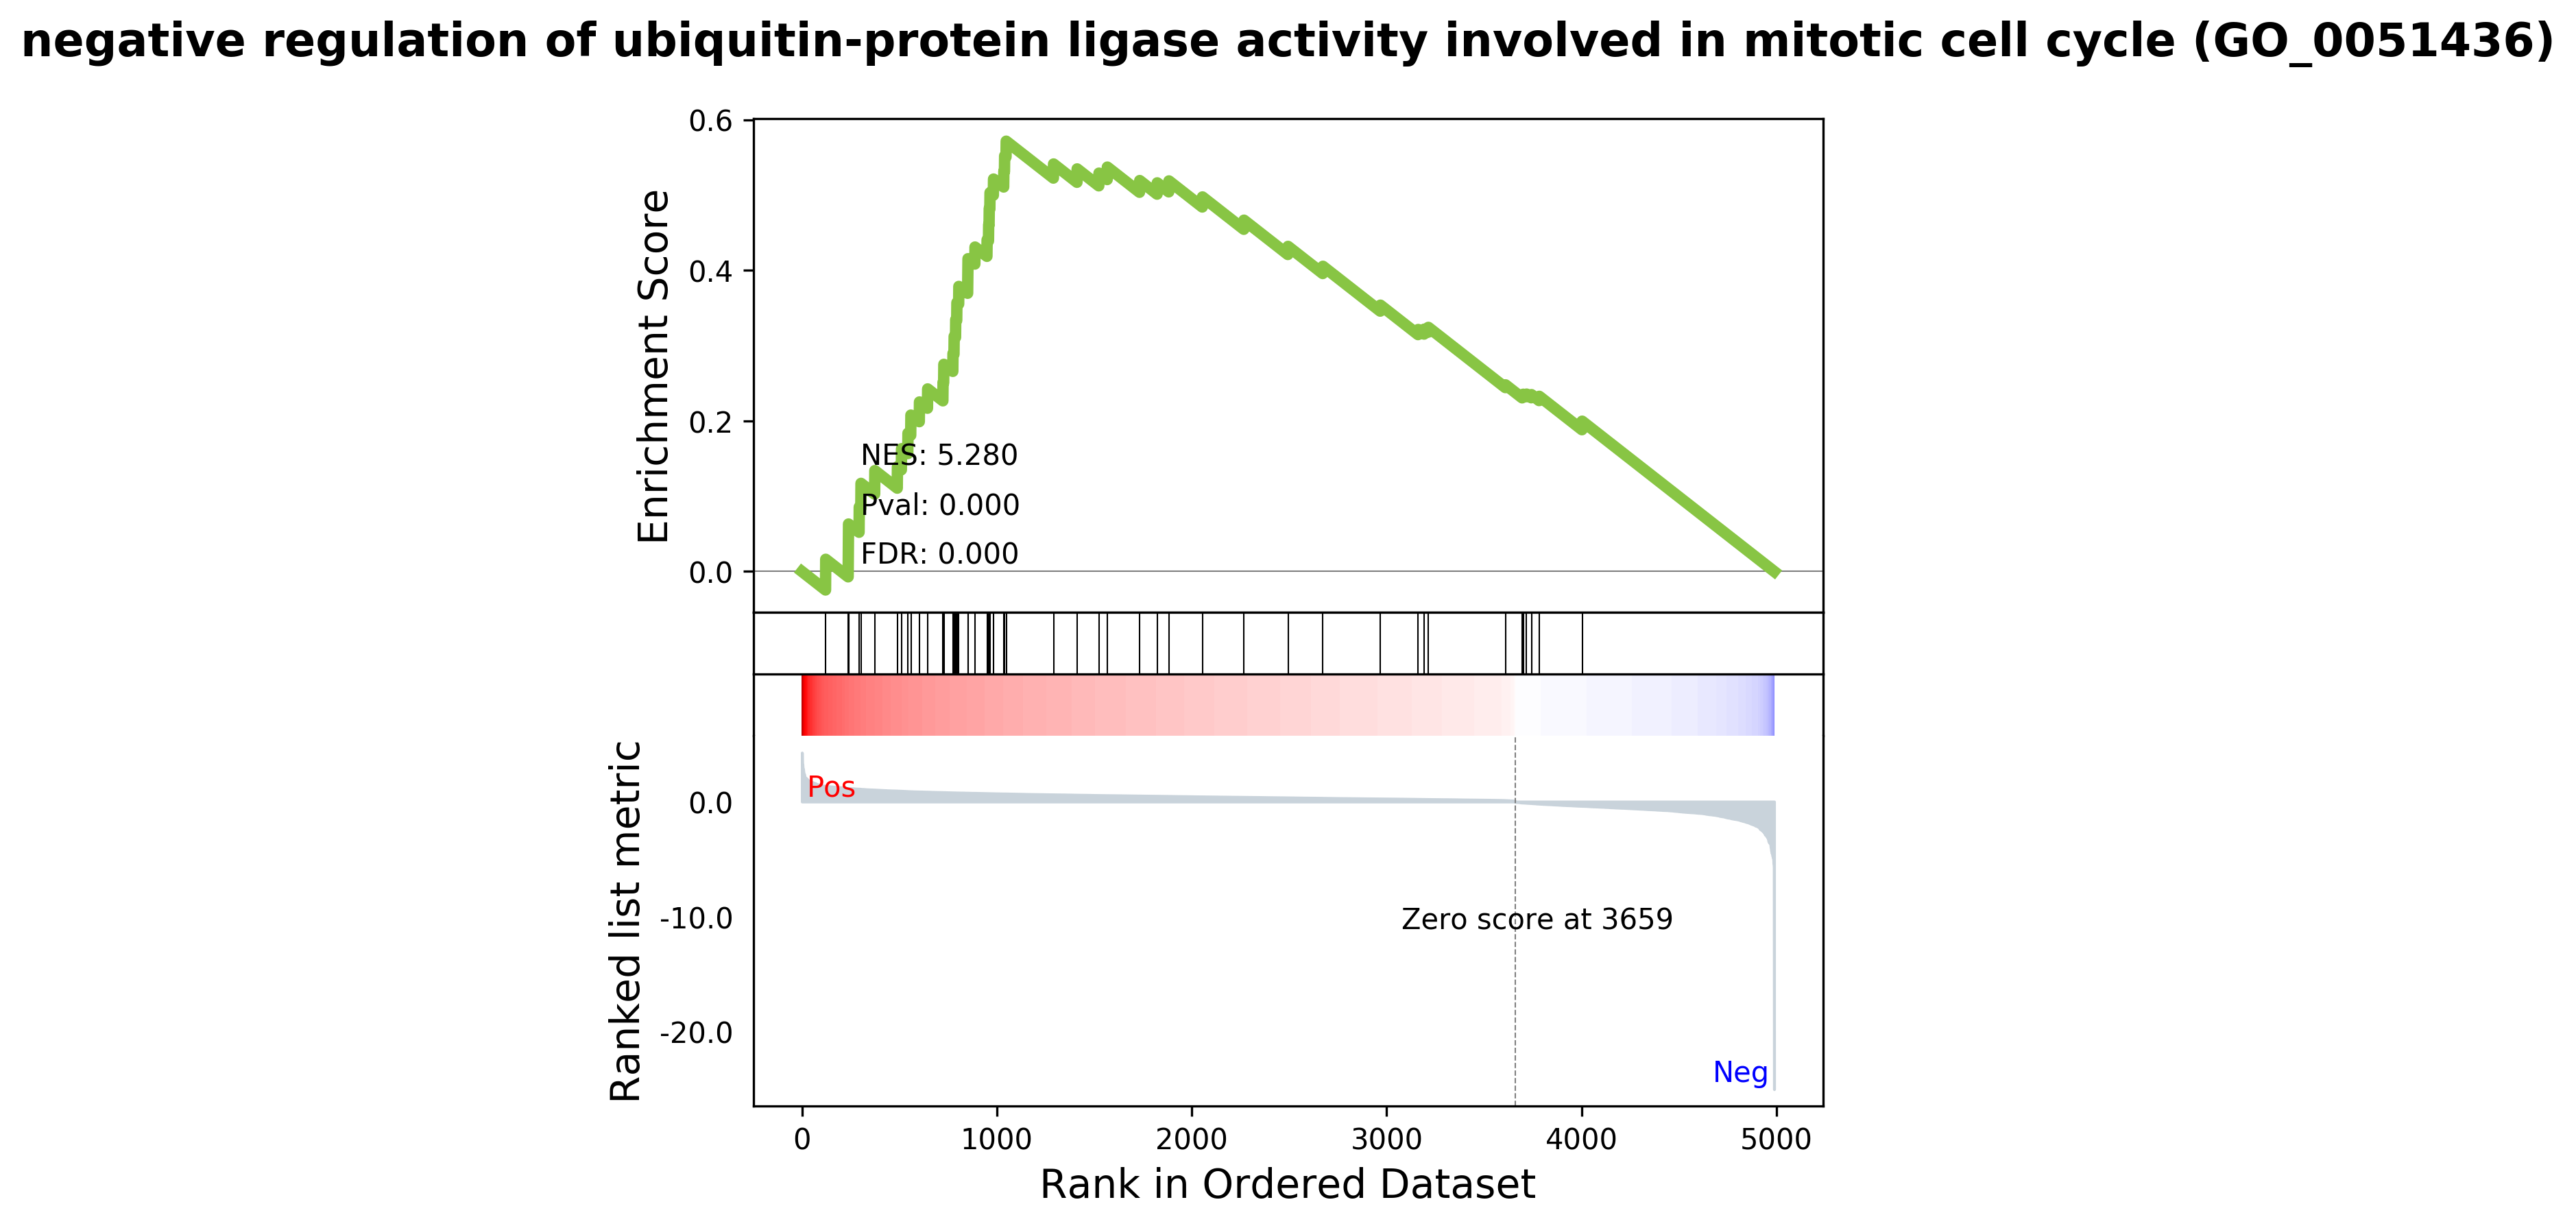 negative regulation of ubiquitin-protein ligase activity involved in mitotic cell cycle (GO_0051436)
0.6
0.4
0.2
0.0
Enrichment Score
NES: 5.280
Pval: 0.000
FDR: 0.000
Pos
0.0
-10.0
-20.0
Ranked list metric
Zero score at 3659
Neg
0 1000 2000 3000 4000 5000
Rank in Ordered Dataset